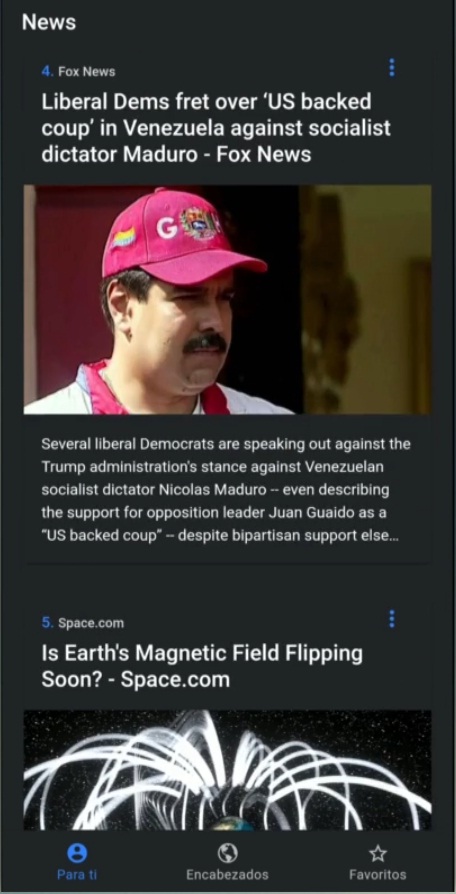 News
4. Fox News
Liberal Dems fret over ‘US backed
coup’ in Venezuela against socialist
dictator Maduro - Fox News
G
Several liberal Democrats are speaking out against the
Trump administration's stance against Venezuelan
socialist dictator Nicolas Maduro -- even describing
the support for opposition leader Juan Guaido as a
“US backed coup” -- despite bipartisan support else...
5. Space.com
Is Earth's Magnetic Field Flipping
Soon? - Space.com
Para ti
Encabezados
Favoritos